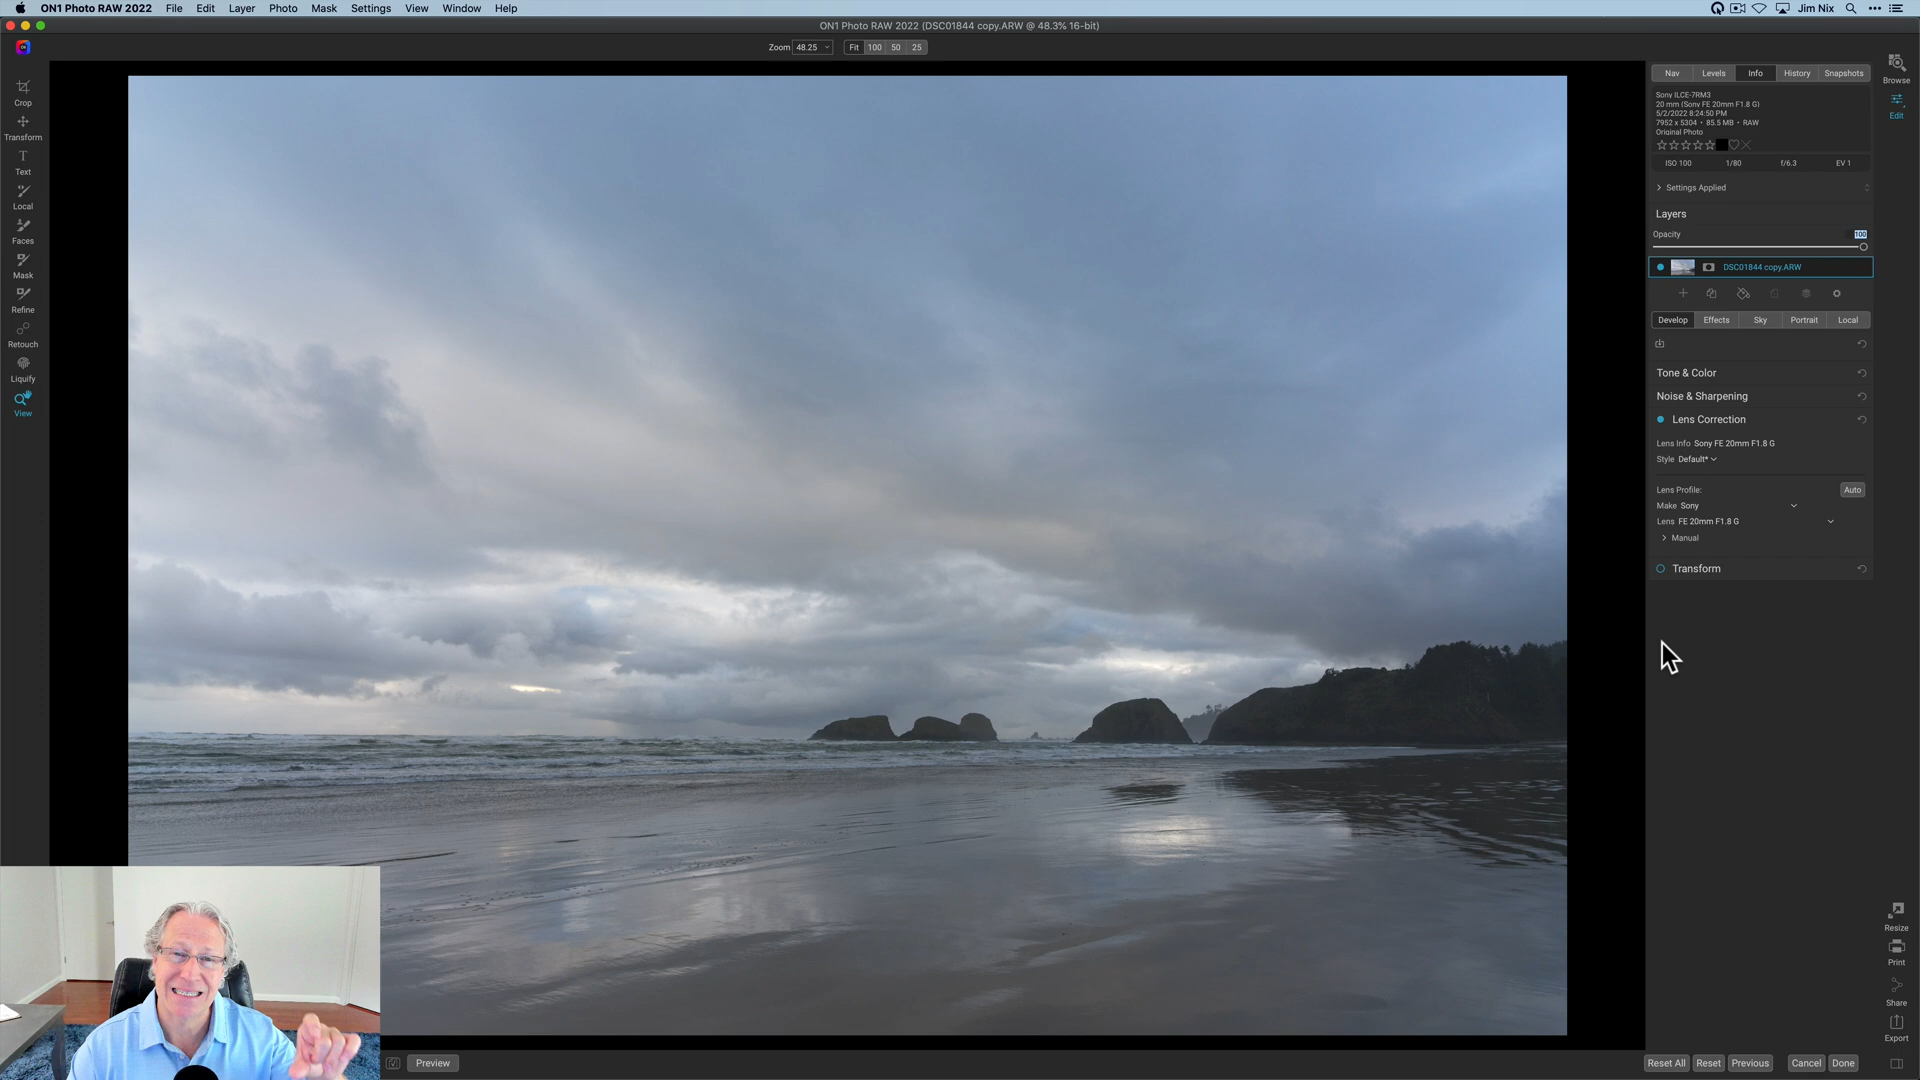 ON1 Photo RAW 2022 File Edit Layer Photo Mask Settings View Window Help Jim Nix
ON1 Photo RAW 2022 (DSC01844 copy.ARW @ 48.3% 16-bit)
Zoom 48.25 Fit 100 50 25
Crop
Transform
Text
Local
Faces
Mask
Refine
Retouch
Liquify
View
Nav Levels Info History Snapshots
Sony ILCE-7RM3
20 mm (Sony FE 20mm F1.8 G)
5/2/2022 8:24:50 PM
7952 x 5304 • 85.5 MB • RAW
Original Photo
ISO 100 1/80 f/6.3 EV 1
Settings Applied
Layers
Opacity 100
DSC01844 copy.ARW
Develop Effects Sky Portrait Local
Tone & Color
Noise & Sharpening
Lens Correction
Lens Info Sony FE 20mm F1.8 G
Style Default*
Lens Profile: Auto
Make Sony
Lens FE 20mm F1.8 G
Manual
Transform
Browse
Edit
Resize
Print
Share
Export
Preview
Reset All Reset Previous Cancel Done